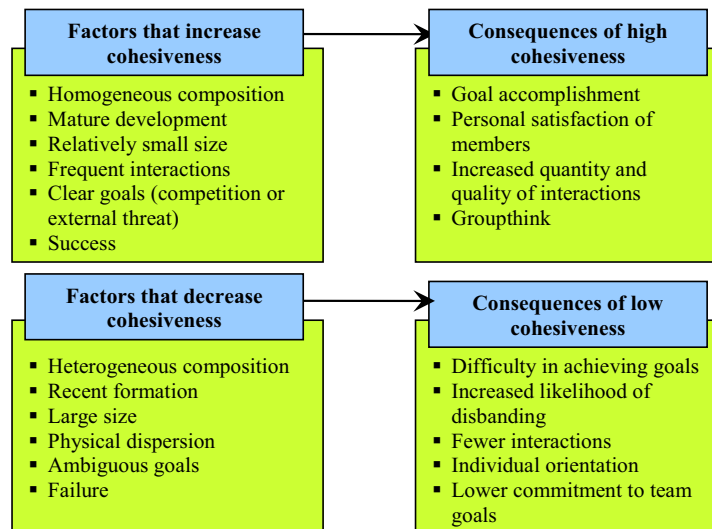 Factors that increase
cohesiveness
▪ Homogeneous composition
▪ Mature development
▪ Relatively small size
▪ Frequent interactions
▪ Clear goals (competition or
external threat)
▪ Success
Consequences of high
cohesiveness
▪ Goal accomplishment
▪ Personal satisfaction of
members
▪ Increased quantity and
quality of interactions
▪ Groupthink
Factors that decrease
cohesiveness
▪ Heterogeneous composition
▪ Recent formation
▪ Large size
▪ Physical dispersion
▪ Ambiguous goals
▪ Failure
Consequences of low
cohesiveness
▪ Difficulty in achieving goals
▪ Increased likelihood of
disbanding
▪ Fewer interactions
▪ Individual orientation
▪ Lower commitment to team
goals